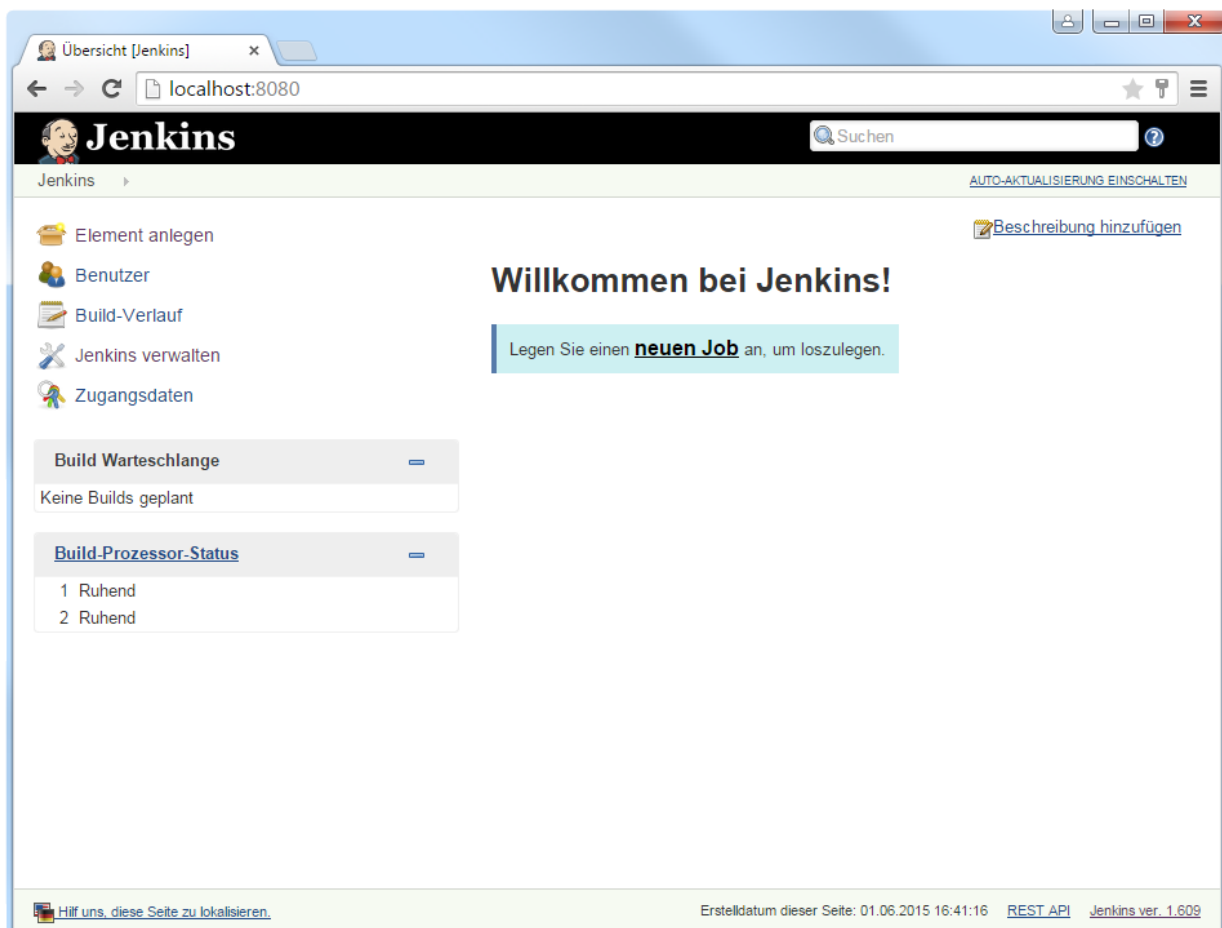 Übersicht [Jenkins]
localhost:8080
Jenkins
Suchen
Jenkins
AUTO-AKTUALISIERUNG EINSCHALTEN
Element anlegen
Benutzer
Build-Verlauf
Jenkins verwalten
Zugangsdaten
Build Warteschlange
Keine Builds geplant
Build-Prozessor-Status
1 Ruhend
2 Ruhend
Beschreibung hinzufügen
Willkommen bei Jenkins!
Legen Sie einen neuen Job an, um loszulegen.
Hilf uns, diese Seite zu lokalisieren.
Erstelldatum dieser Seite: 01.06.2015 16:41:16 REST API Jenkins ver. 1.609